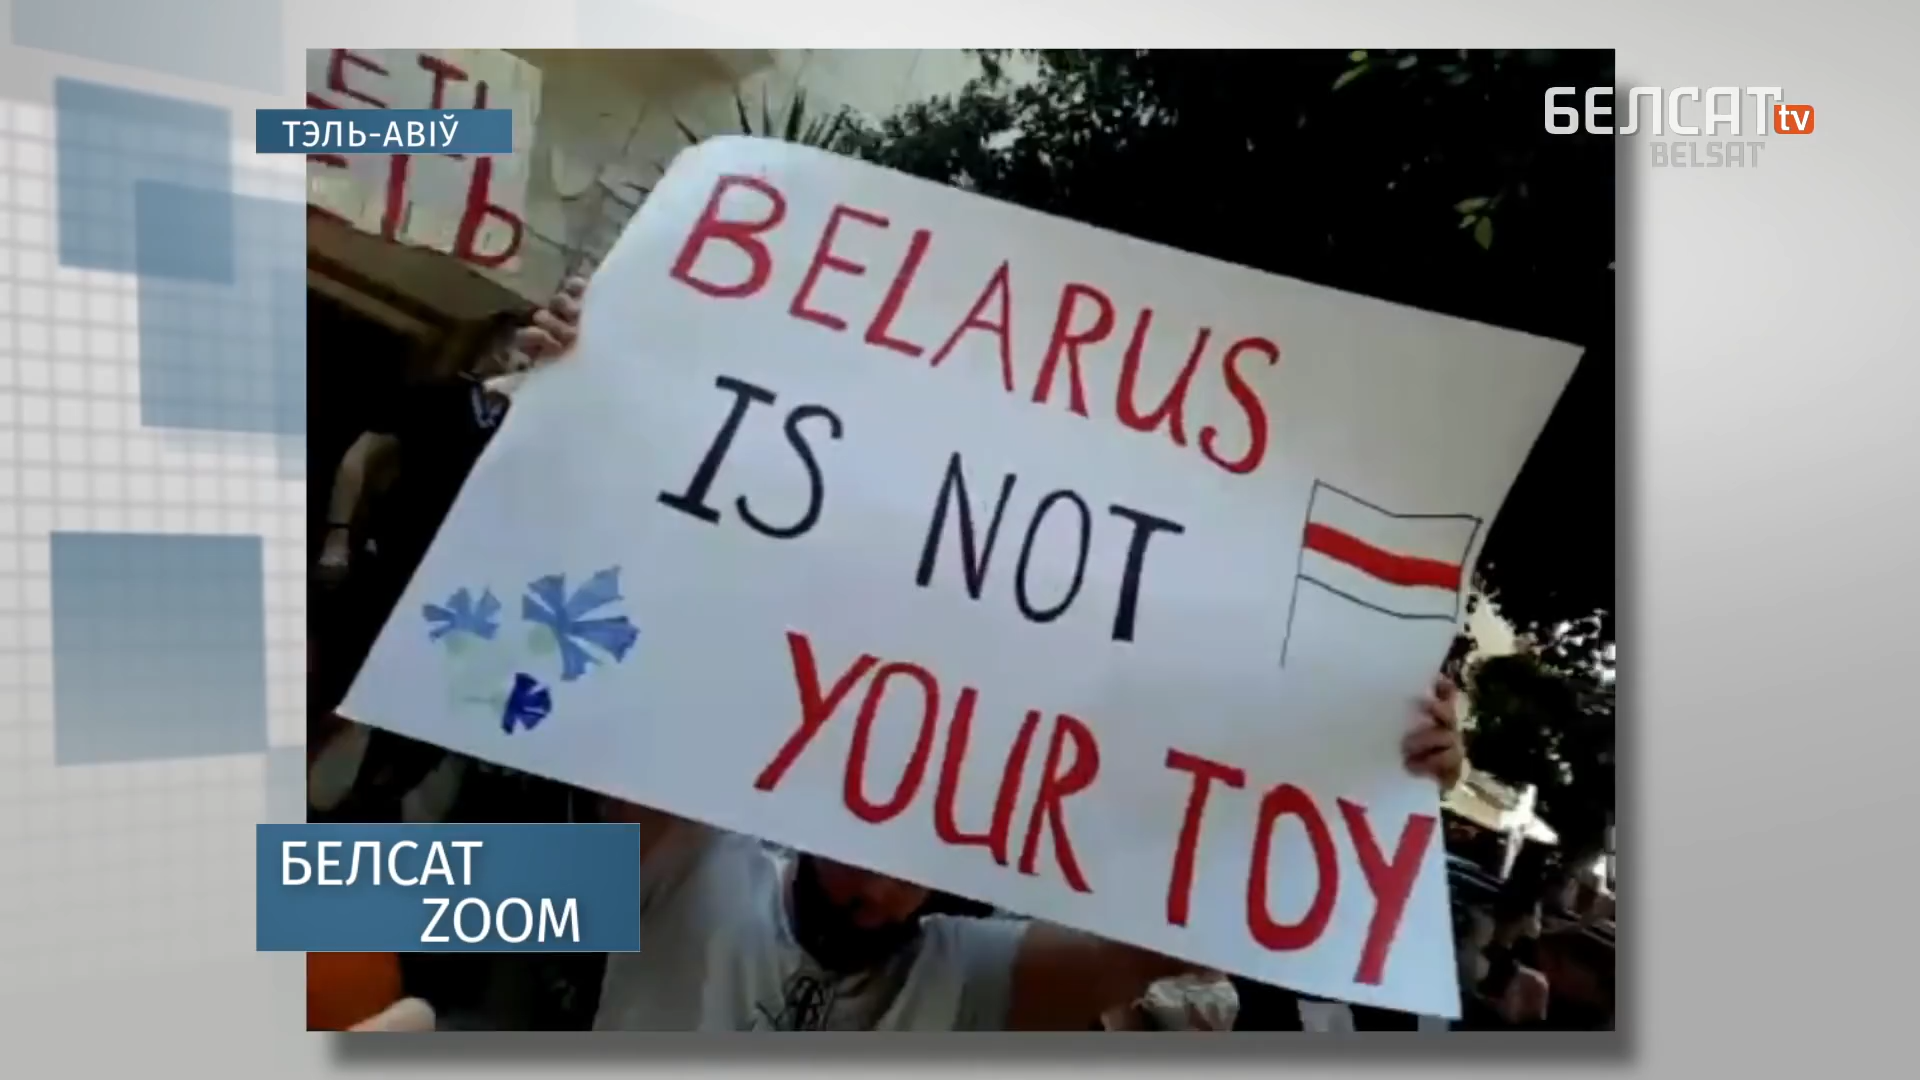 ТЭЛЬ-АВІЎ
БЕЛСАТ tv
BELSAT
BELARUS
IS NOT
YOUR TOY
БЕЛСАТ
ZOOM